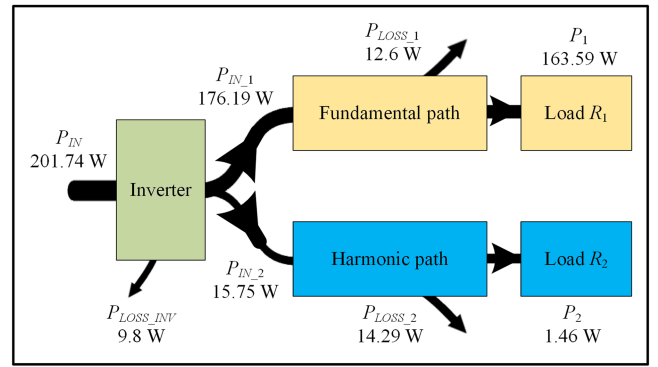 P_LOSS_1
12.6 W
P_1
163.59 W
P_IN_1
176.19 W
Fundamental path
Load R_1
P_IN
201.74 W
Inverter
Harmonic path
Load R_2
P_IN_2
15.75 W
P_LOSS_INV
9.8 W
P_LOSS_2
14.29 W
P_2
1.46 W